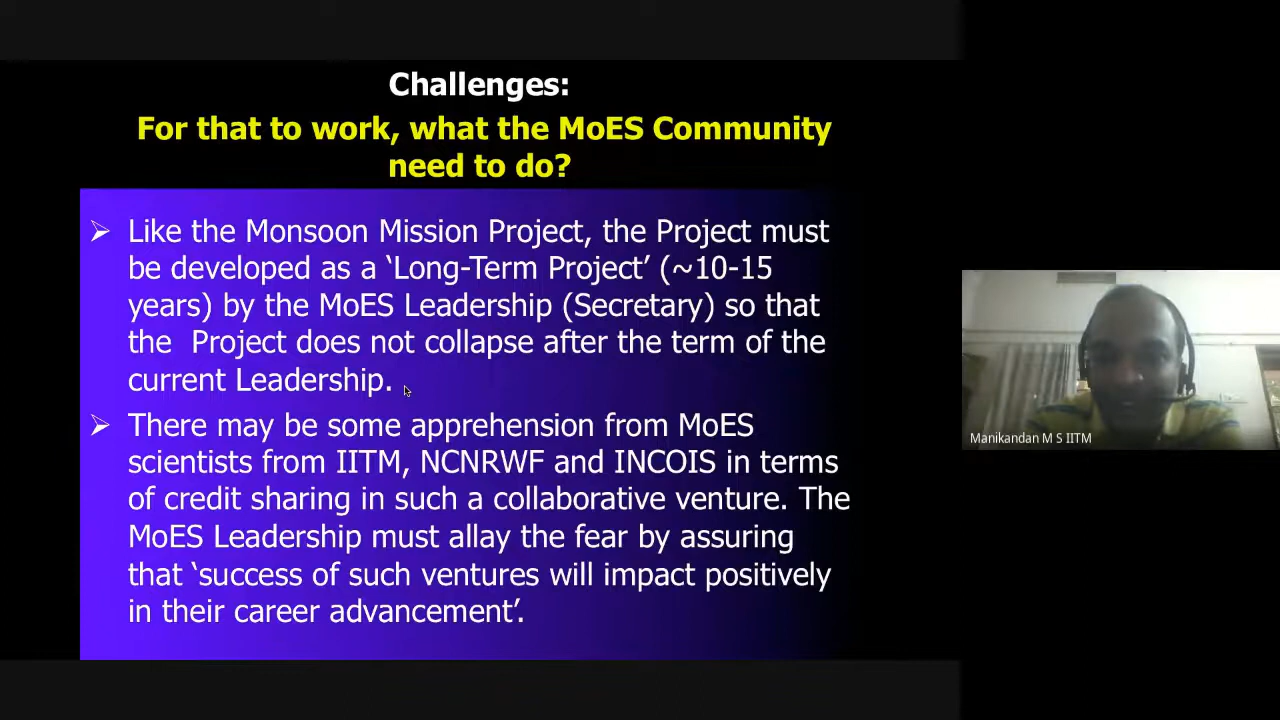 Challenges:
For that to work, what the MoES Community
need to do?
➢ Like the Monsoon Mission Project, the Project must
be developed as a ‘Long-Term Project’ (~10-15
years) by the MoES Leadership (Secretary) so that
the  Project does not collapse after the term of the
current Leadership.
➢ There may be some apprehension from MoES
scientists from IITM, NCNRWF and INCOIS in terms
of credit sharing in such a collaborative venture. The
MoES Leadership must allay the fear by assuring
that ‘success of such ventures will impact positively
in their career advancement’.
Manikandan M S IITM